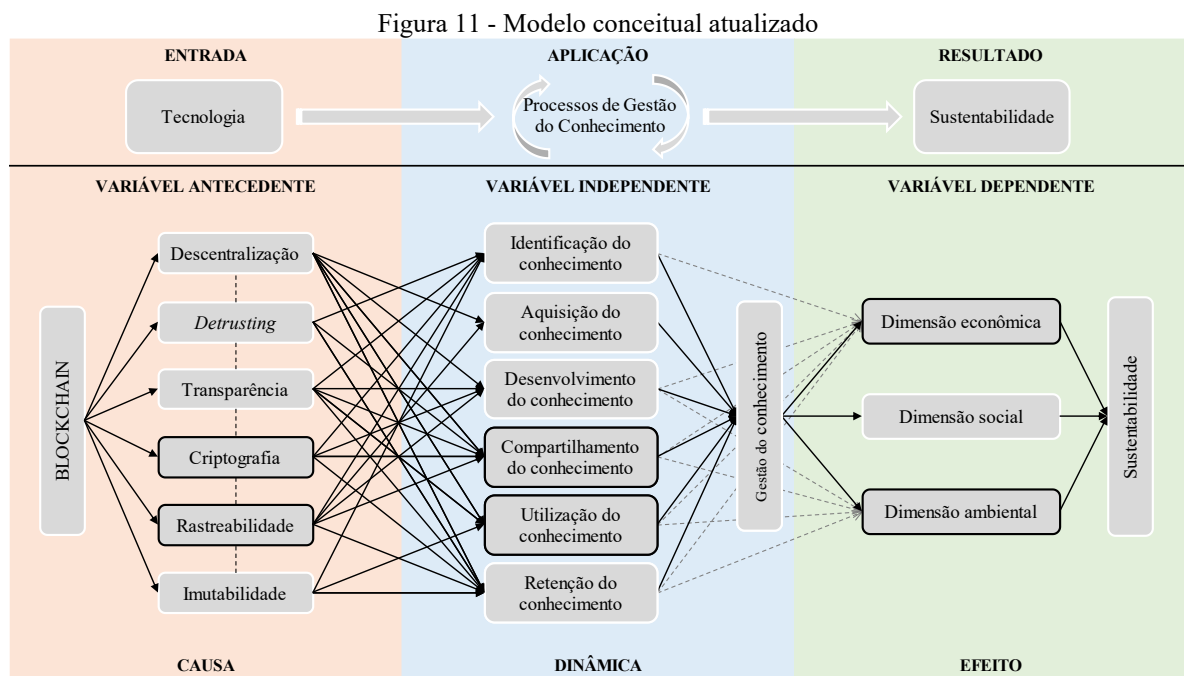 Figura 11 - Modelo conceitual atualizado
ENTRADA
APLICAÇÃO
RESULTADO
Tecnologia
Processos de Gestão
do Conhecimento
Sustentabilidade
VARIÁVEL ANTECEDENTE
VARIÁVEL INDEPENDENTE
VARIÁVEL DEPENDENTE
BLOCKCHAIN
Descentralização
Detrusting
Transparência
Criptografia
Rastreabilidade
Imutabilidade
Identificação do
conhecimento
Aquisição do
conhecimento
Desenvolvimento
do conhecimento
Compartilhamento
do conhecimento
Utilização do
conhecimento
Retenção do
conhecimento
Gestão do conhecimento
Dimensão econômica
Dimensão social
Dimensão ambiental
Sustentabilidade
CAUSA
DINÂMICA
EFEITO